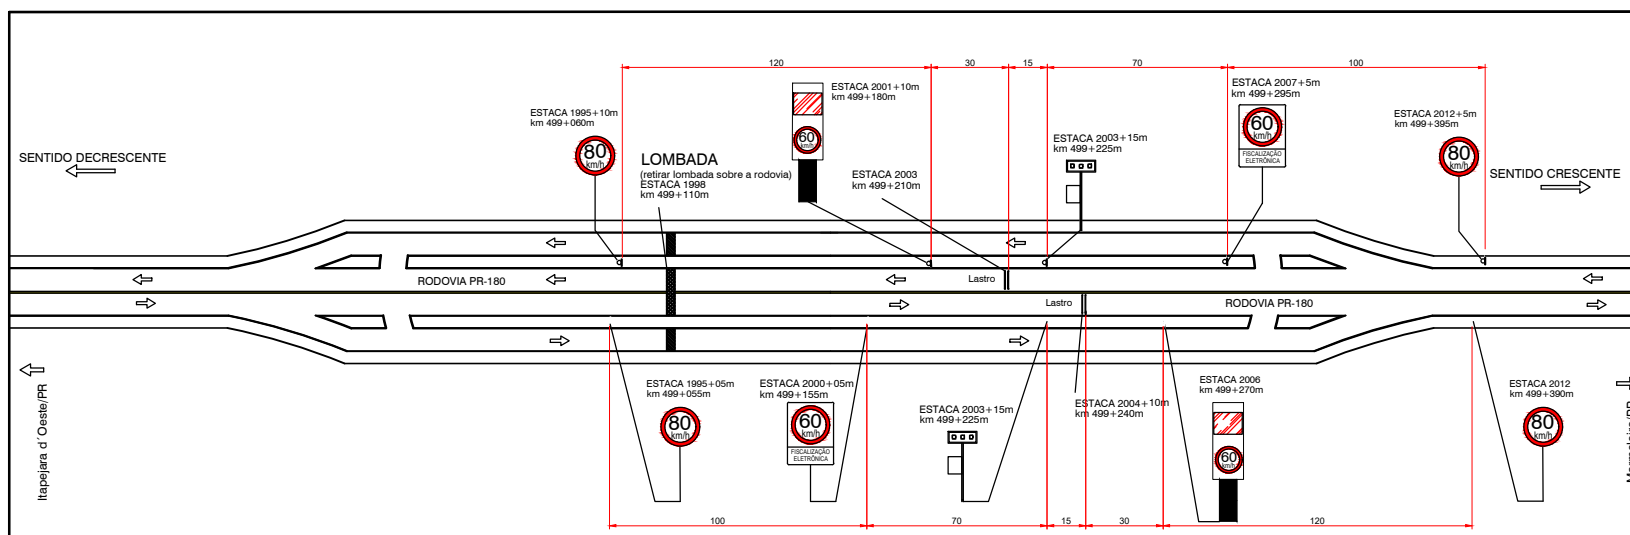 120
30
15
70
100
ESTACA 1995+10m
km 499+060m
80
km/h
ESTACA 2001+10m
km 499+180m
60
km/h
ESTACA 2003+15m
km 499+225m
ESTACA 2007+5m
km 499+295m
60
km/h
FISCALIZAÇÃO
ELETRÔNICA
ESTACA 2012+5m
km 499+395m
80
km/h
SENTIDO DECRESCENTE
LOMBADA
(retirar lombada sobre a rodovia)
ESTACA 1998
km 499+110m
ESTACA 2003
km 499+210m
SENTIDO CRESCENTE
RODOVIA PR-180
Lastro
Lastro
RODOVIA PR-180
Itapejara d´Oeste/PR
ESTACA 1995+05m
km 499+055m
80
km/h
ESTACA 2000+05m
km 499+155m
60
km/h
FISCALIZAÇÃO
ELETRÔNICA
ESTACA 2003+15m
km 499+225m
ESTACA 2004+10m
km 499+240m
ESTACA 2006
km 499+270m
60
km/h
ESTACA 2012
km 499+390m
80
km/h
100
70
15
30
120